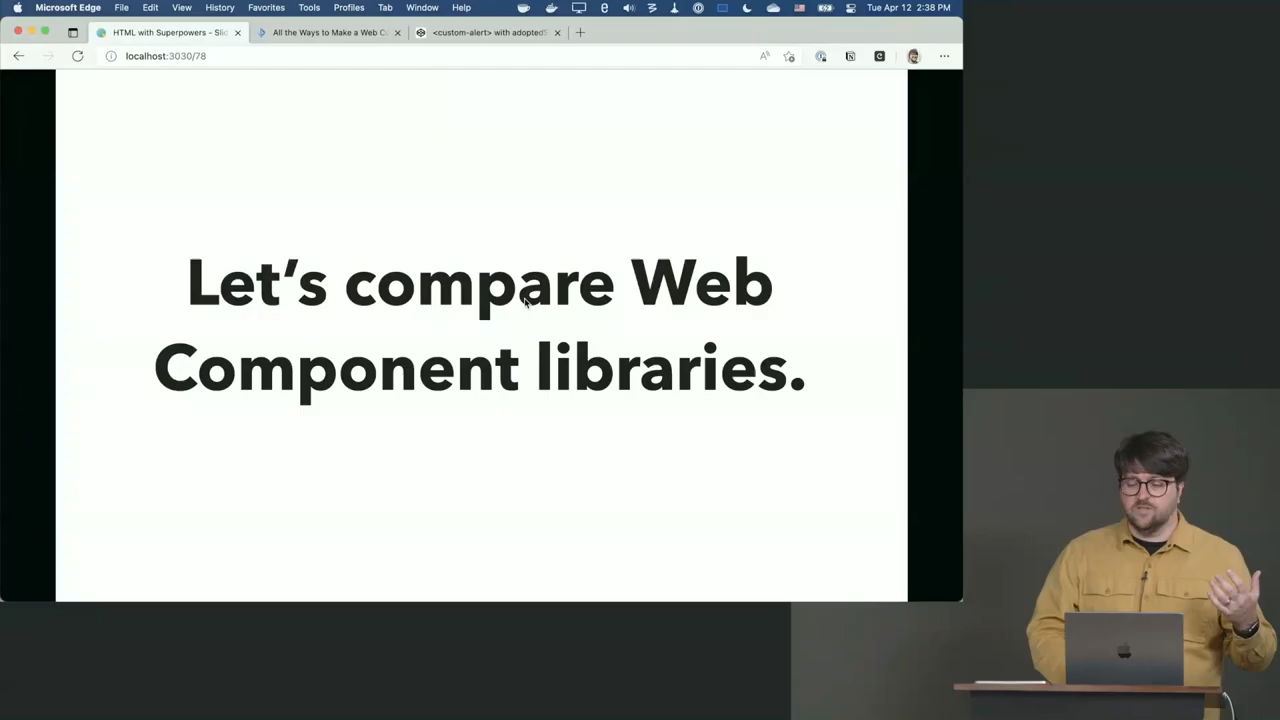 Microsoft Edge File Edit View History Favorites Tools Profiles Tab Window Help Tue Apr 12 2:38 PM
HTML with Superpowers - Slid
All the Ways to Make a Web C
<custom-alert> with adopted
localhost:3030/78
Let’s compare Web
Component libraries.